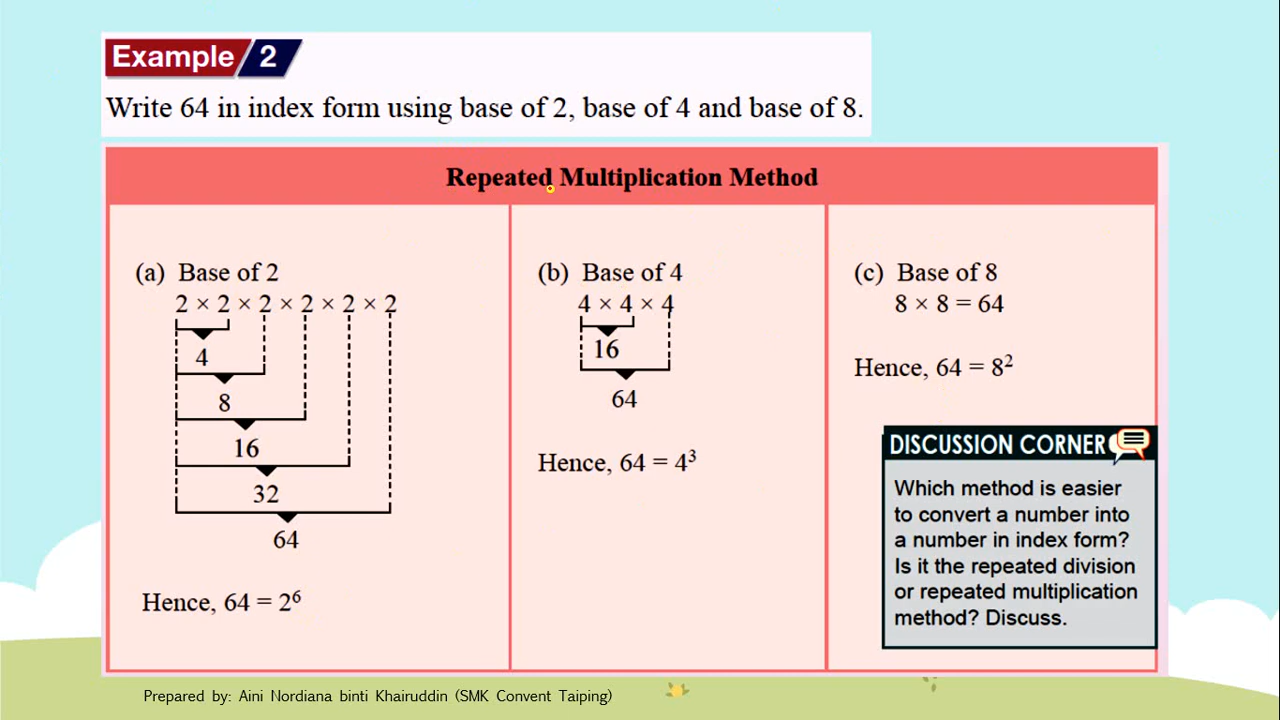 Example 2
Write 64 in index form using base of 2, base of 4 and base of 8.
Repeated Multiplication Method
(a) Base of 2
2 × 2 × 2 × 2 × 2 × 2
4
8
16
32
64
Hence, 64 = 2⁶
(b) Base of 4
4 × 4 × 4
16
64
Hence, 64 = 4³
(c) Base of 8
8 × 8 = 64
Hence, 64 = 8²
DISCUSSION CORNER
Which method is easier
to convert a number into
a number in index form?
Is it the repeated division
or repeated multiplication
method? Discuss.
Prepared by: Aini Nordiana binti Khairuddin (SMK Convent Taiping)